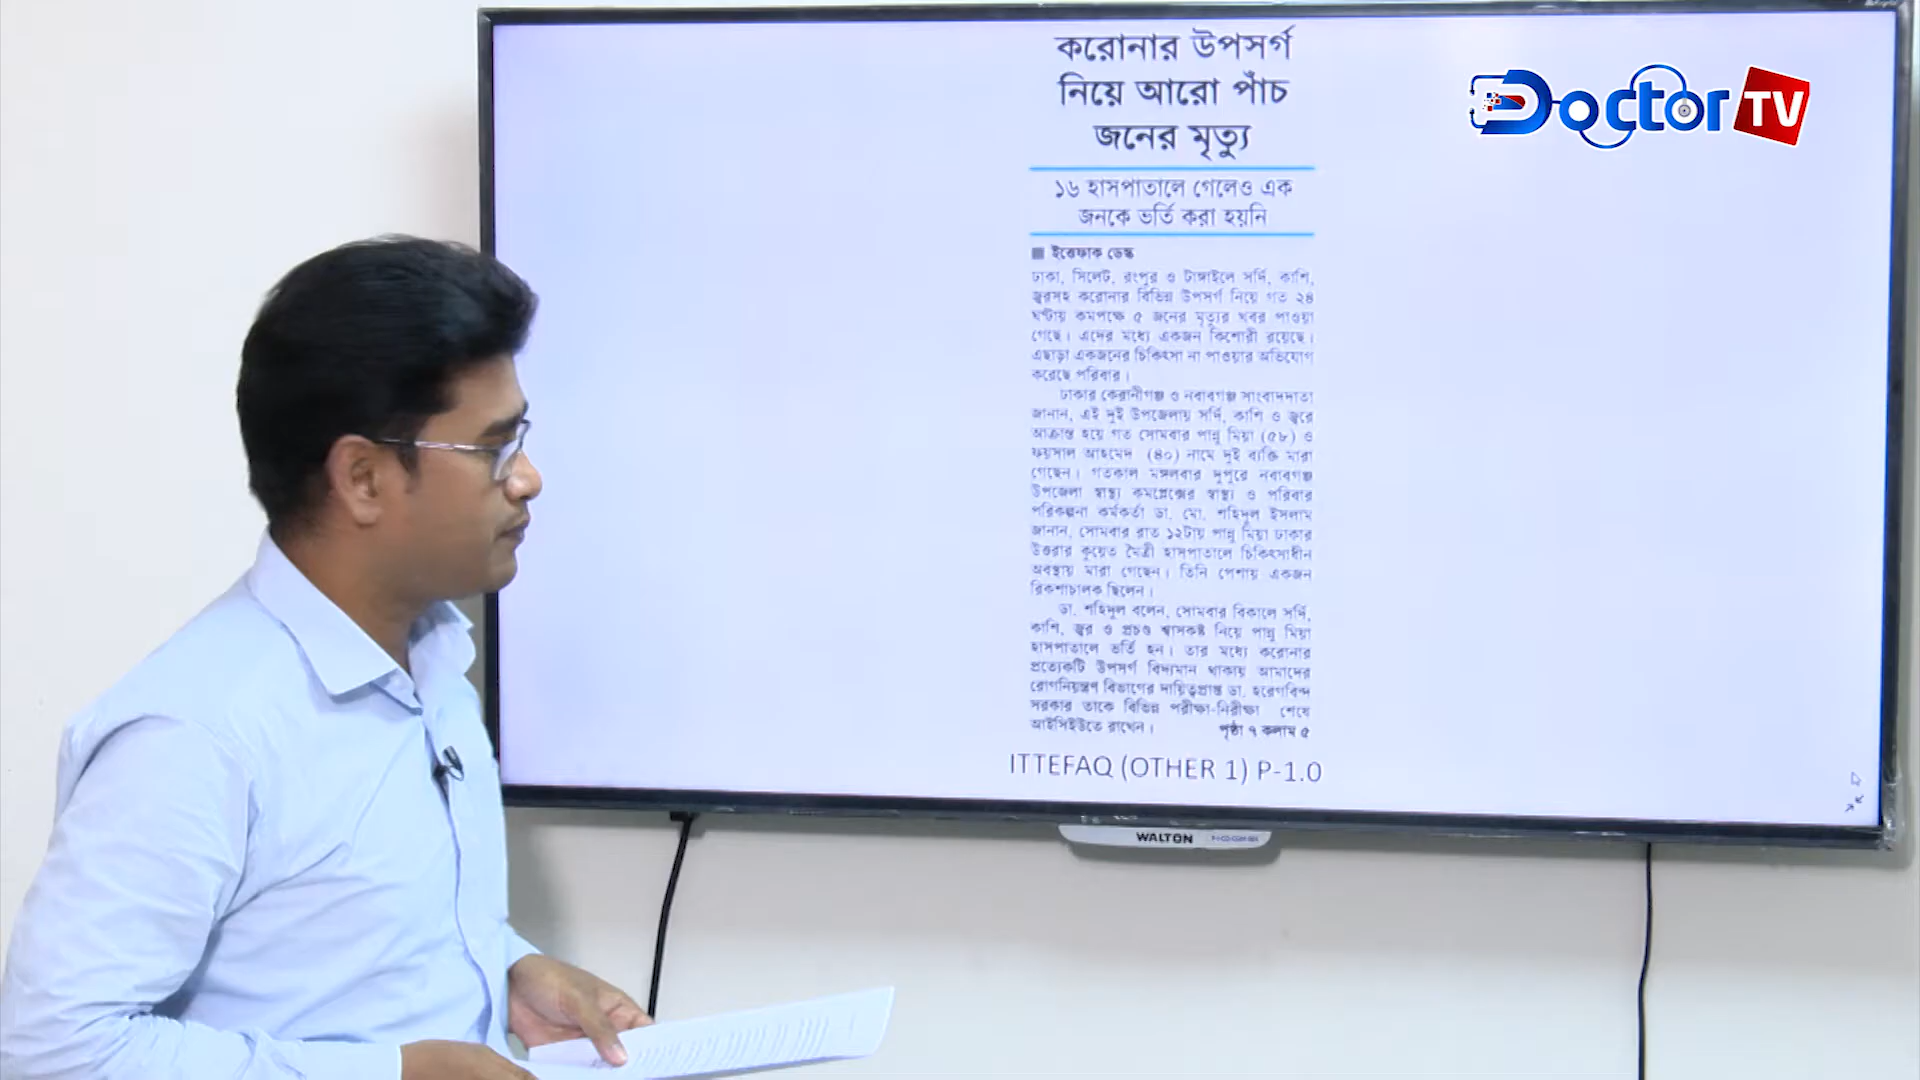 করোনার উপসর্গ
নিয়ে আরো পাঁচ
জনের মৃত্যু
Doctor TV
১৬ হাসপাতালে গেলেও এক
জনকে ভর্তি করা হয়নি
■ ইত্তেফাক ডেস্ক
ঢাকা, সিলেট, রংপুর ও টাঙ্গাইলে সর্দি, কাশি,
জ্বরসহ করোনার বিভিন্ন উপসর্গ নিয়ে গত ২৪
ঘণ্টায় কমপক্ষে ৫ জনের মৃত্যুর খবর পাওয়া
গেছে। এদের মধ্যে একজন কিশোরী রয়েছে।
এছাড়া একজনের চিকিৎসা না পাওয়ার অভিযোগ
করেছে পরিবার।
ঢাকার কেরানীগঞ্জ ও নবাবগঞ্জ সাংবাদদাতা
জানান, এই দুই উপজেলায় সর্দি, কাশি ও জ্বরে
আক্রান্ত হয়ে গত সোমবার পান্নু মিয়া (৫৮) ও
ফয়সাল আহমেদ (৪০) নামে দুই ব্যক্তি মারা
গেছেন। গতকাল মঙ্গলবার দুপুরে নবাবগঞ্জ
উপজেলা স্বাস্থ্য কমপ্লেক্সের স্বাস্থ্য ও পরিবার
পরিকল্পনা কর্মকর্তা ডা. মো. শহিদুল ইসলাম
জানান, সোমবার রাত ১২টায় পান্নু মিয়া ঢাকার
উত্তরার কুয়েত মৈত্রী হাসপাতালে চিকিৎসাধীন
অবস্থায় মারা গেছেন। তিনি পেশায় একজন
রিকশাচালক ছিলেন।
ডা. শহিদুল বলেন, সোমবার বিকালে সর্দি,
কাশি, জ্বর ও প্রচণ্ড শ্বাসকষ্ট নিয়ে পান্নু মিয়া
হাসপাতালে ভর্তি হন। তার মধ্যে করোনার
প্রত্যেকটি উপসর্গ বিদ্যমান থাকায় আমাদের
রোগনিয়ন্ত্রণ বিভাগের দায়িত্বপ্রাপ্ত ডা. হরেগবিন্দ
সরকার তাকে বিভিন্ন পরীক্ষা-নিরীক্ষা শেষে
আইসিইউতে রাখেন। পৃষ্ঠা ৭ কলাম ৫
ITTEFAQ (OTHER 1) P-1.0
WALTON